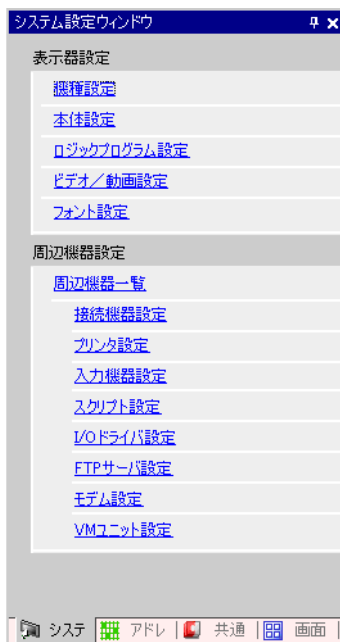 システム設定ウィンドウ
表示器設定
機種設定
本体設定
ロジックプログラム設定
ビデオ／動画設定
フォント設定
周辺機器設定
周辺機器一覧
接続機器設定
プリンタ設定
入力機器設定
スクリプト設定
I/Oドライバ設定
FTPサーバ設定
モデム設定
VMユニット設定
システ アドレ 共通 画面